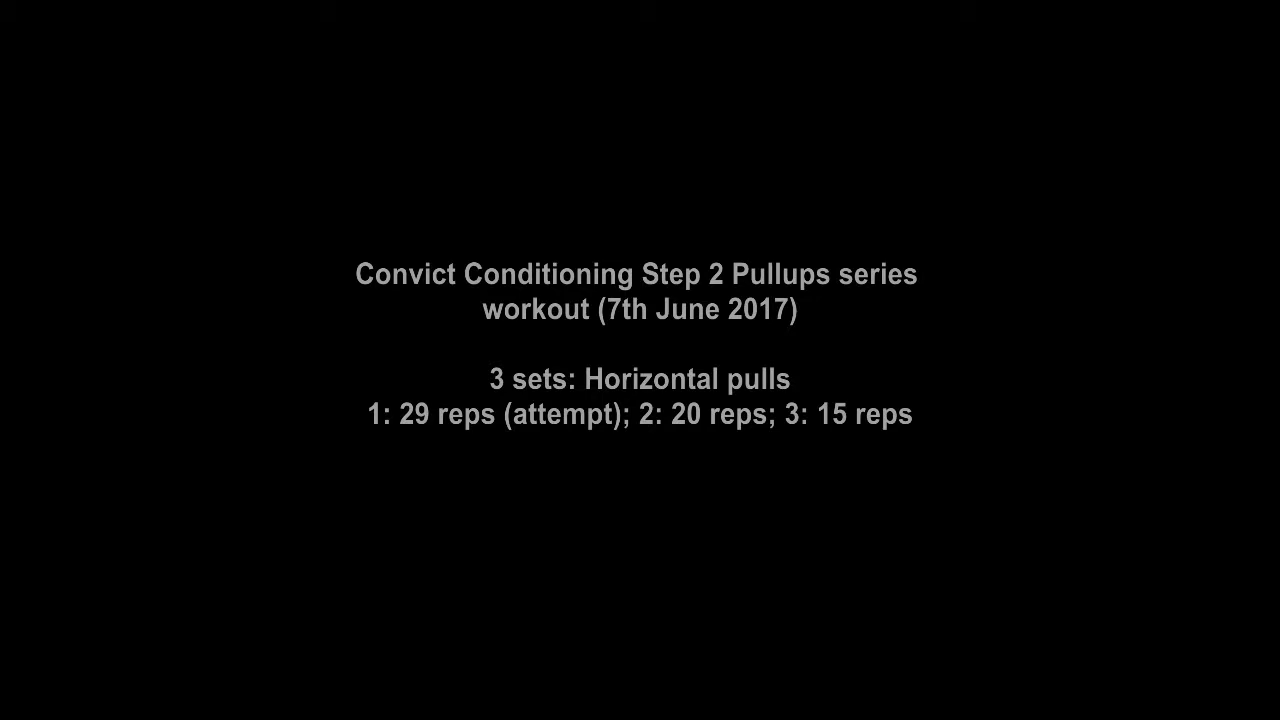 Convict Conditioning Step 2 Pullups series
workout (7th June 2017)
3 sets: Horizontal pulls
1: 29 reps (attempt); 2: 20 reps; 3: 15 reps